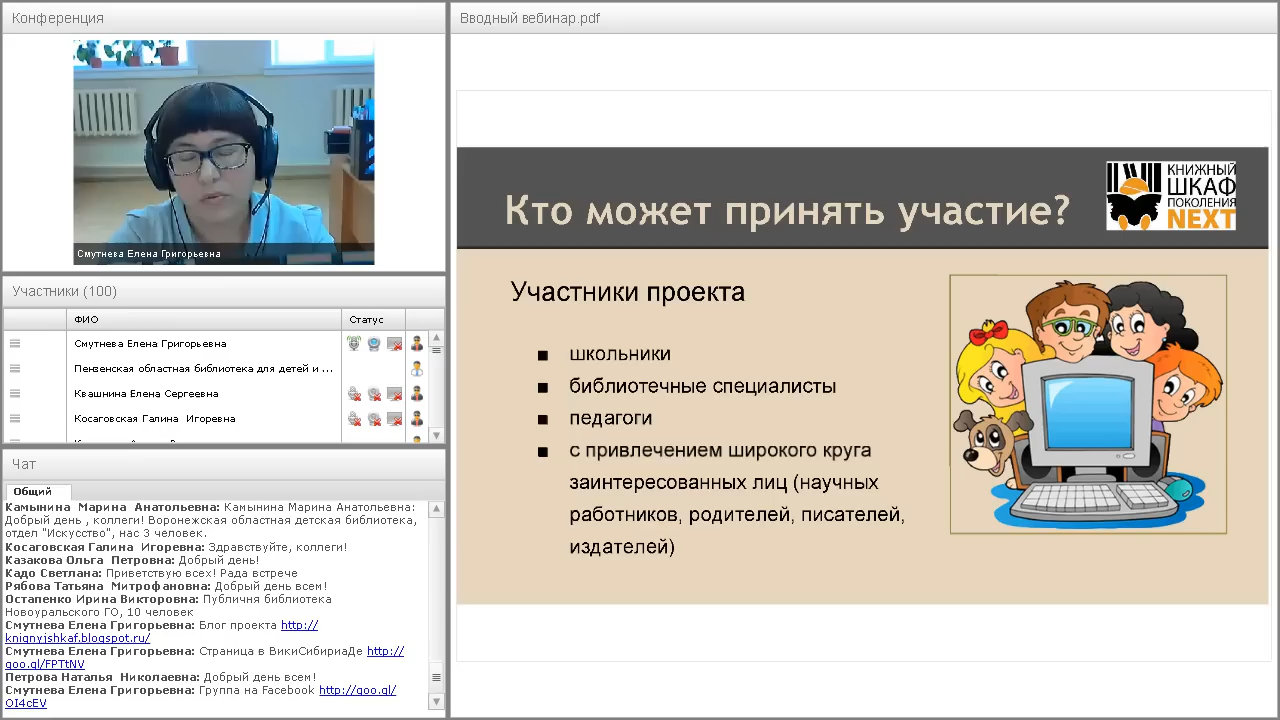 Конференция
Смутнева Елена Григорьевна
Участники (100)
ФИО
Статус
Смутнева Елена Григорьевна
Пензенская областная библиотека для детей и ...
Квашнина Елена Сергеевна
Косаговская Галина Игоревна
Чат
Общий
Камынина Марина Анатольевна: Камынина Марина Анатольевна
Добрый день , коллеги! Воронежская областная детская библиотека,
отдел "Искусство", нас 3 человек.
Косаговская Галина Игоревна: Здравствуйте, коллеги!
Казакова Ольга Петровна: Добрый день!
Кадо Светлана: Приветствую всех! Рада встрече
Рябова Татьяна Митрофановна: Добрый день всем!
Остапенко Ирина Викторовна: Публичня библиотека
Новоуральского ГО, 10 человек
Смутнева Елена Григорьевна: Блог проекта http://
knignyjshkaf.blogspot.ru/
Смутнева Елена Григорьевна: Страница в ВикиСибириаДе http://
goo.gl/FPTtNV
Петрова Наталья Николаевна: Добрый день всем!
Смутнева Елена Григорьевна: Группа на Facebook http://goo.gl/
OI4cEV
Вводный вебинар.pdf
Кто может принять участие?
КНИЖНЫЙ
ШКАФ
ПОКОЛЕНИЯ
NEXT
Участники проекта
■ школьники
■ библиотечные специалисты
■ педагоги
■ с привлечением широкого круга
заинтересованных лиц (научных
работников, родителей, писателей,
издателей)